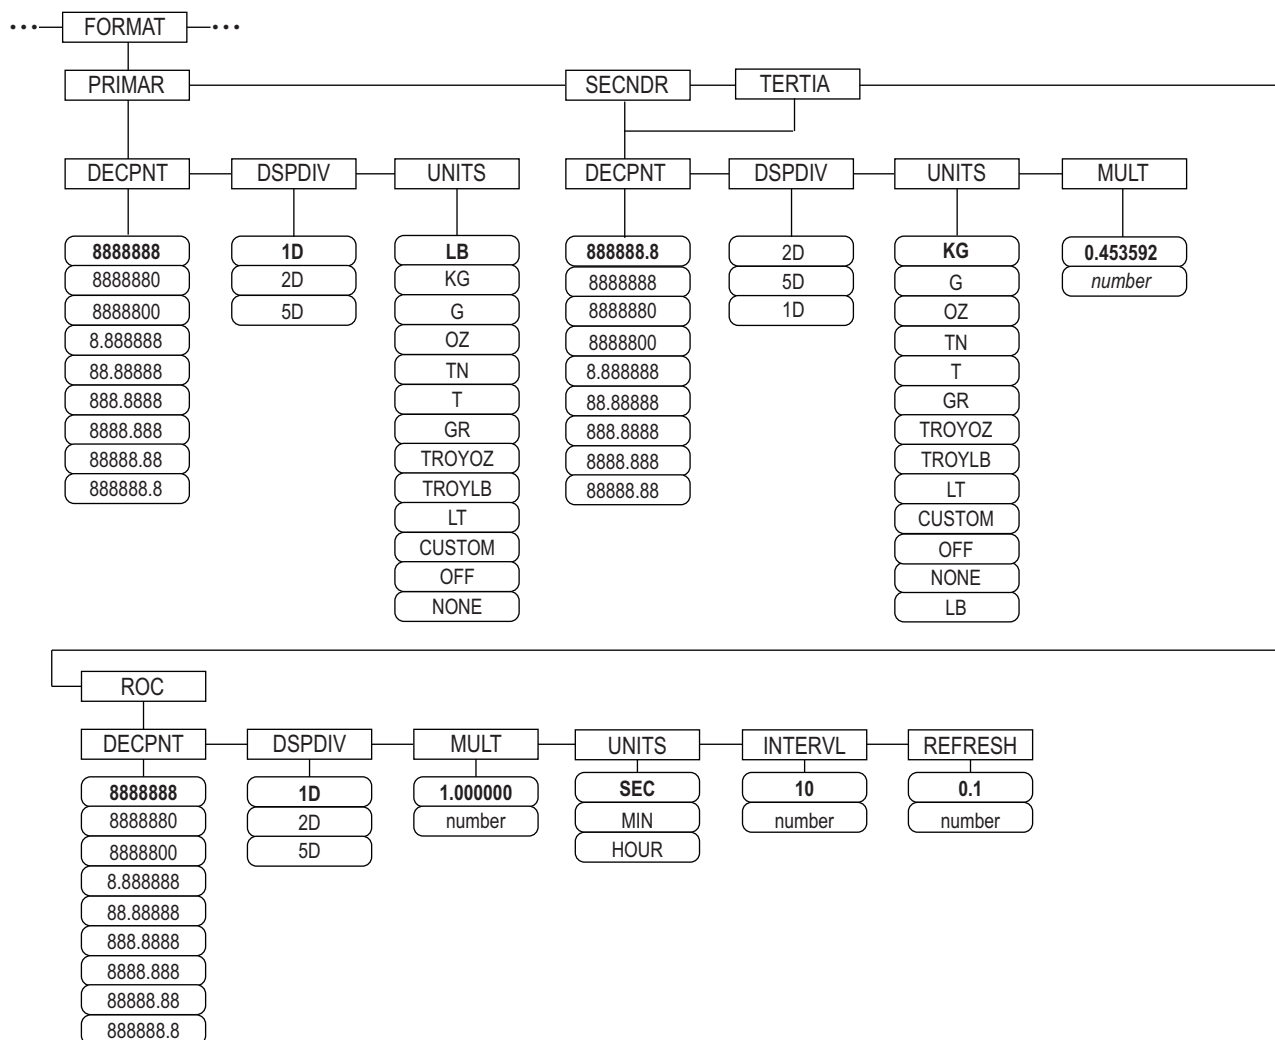 ••• FORMAT •••
PRIMAR SECNDR TERTIA
DECPNT DSPDIV UNITS DECPNT DSPDIV UNITS MULT
8888888 1D LB 888888.8 2D KG 0.453592
8888880 2D KG 8888888 5D G number
8888800 5D G 8888880 1D OZ
8.888888 OZ 8888800 TN
88.88888 TN 8.888888 T
888.8888 T 88.88888 GR
8888.888 GR 888.8888 TROYOZ
88888.88 TROYOZ 8888.888 TROYLB
888888.8 TROYLB 88888.88 LT
LT CUSTOM
CUSTOM OFF
OFF NONE
NONE LB
ROC
DECPNT DSPDIV MULT UNITS INTERVL REFRESH
8888888 1D 1.000000 SEC 10 0.1
8888880 2D number MIN number number
8888800 5D HOUR
8.888888
88.88888
888.8888
8888.888
88888.88
888888.8